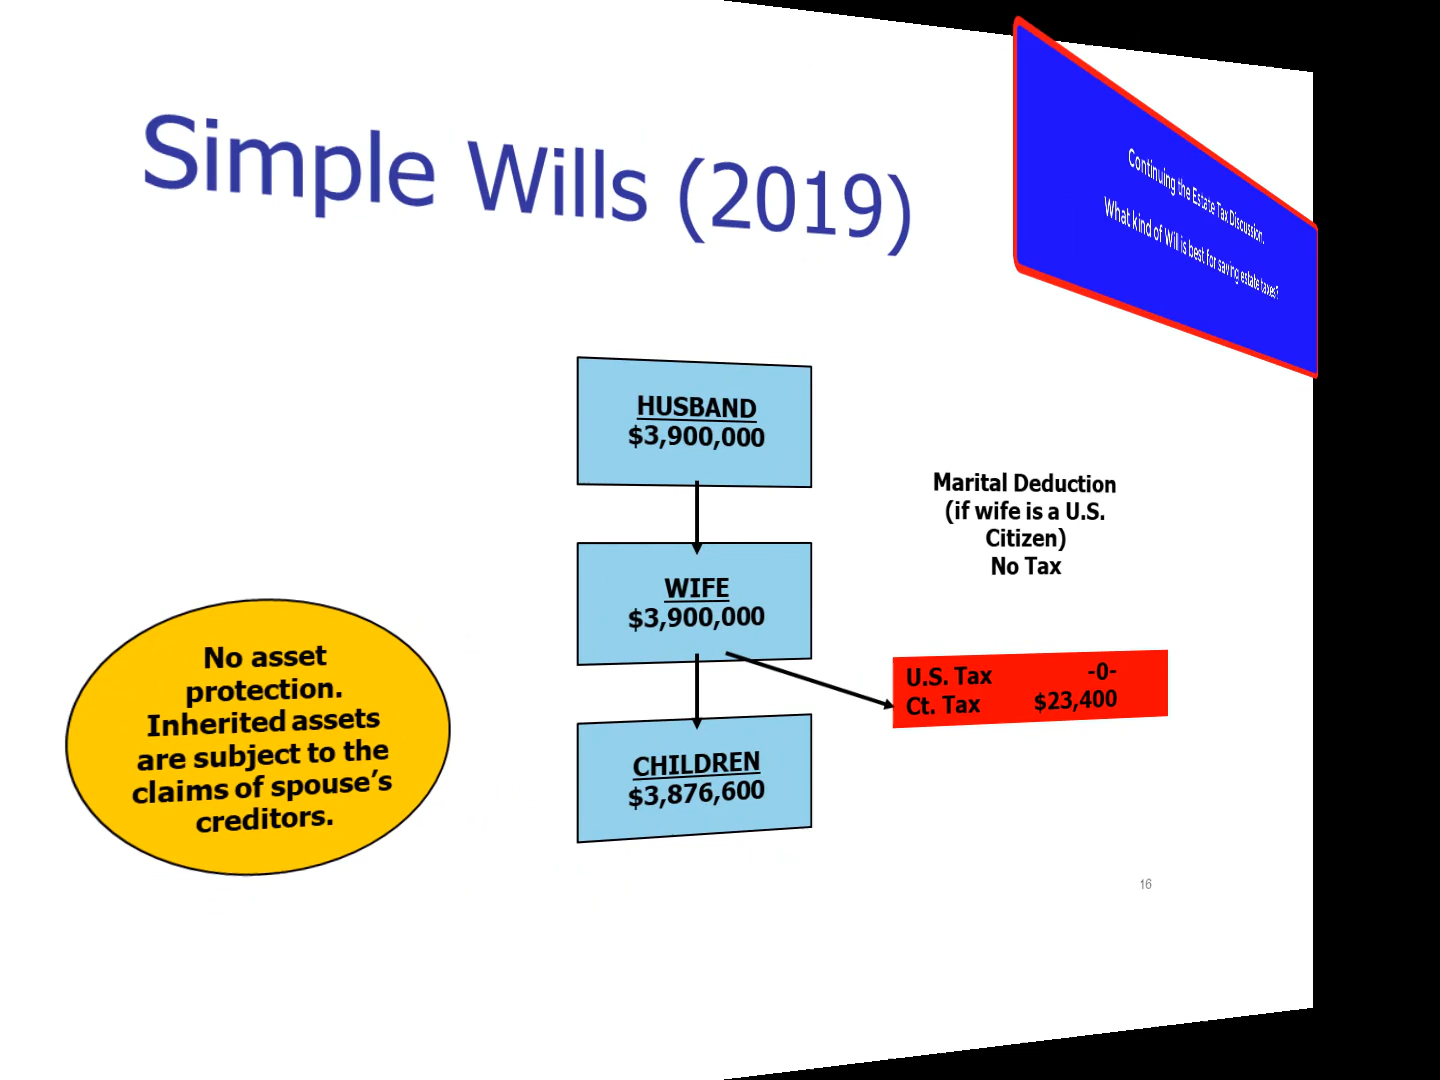 Simple Wills (2019)
Continuing the Estate Tax Discussion.
What kind of Will is best for saving estate taxes?
HUSBAND
$3,900,000
Marital Deduction
(if wife is a U.S.
Citizen)
No Tax
WIFE
$3,900,000
No asset
protection.
Inherited assets
are subject to the
claims of spouse’s
creditors.
U.S. Tax -0-
Ct. Tax $23,400
CHILDREN
$3,876,600
16